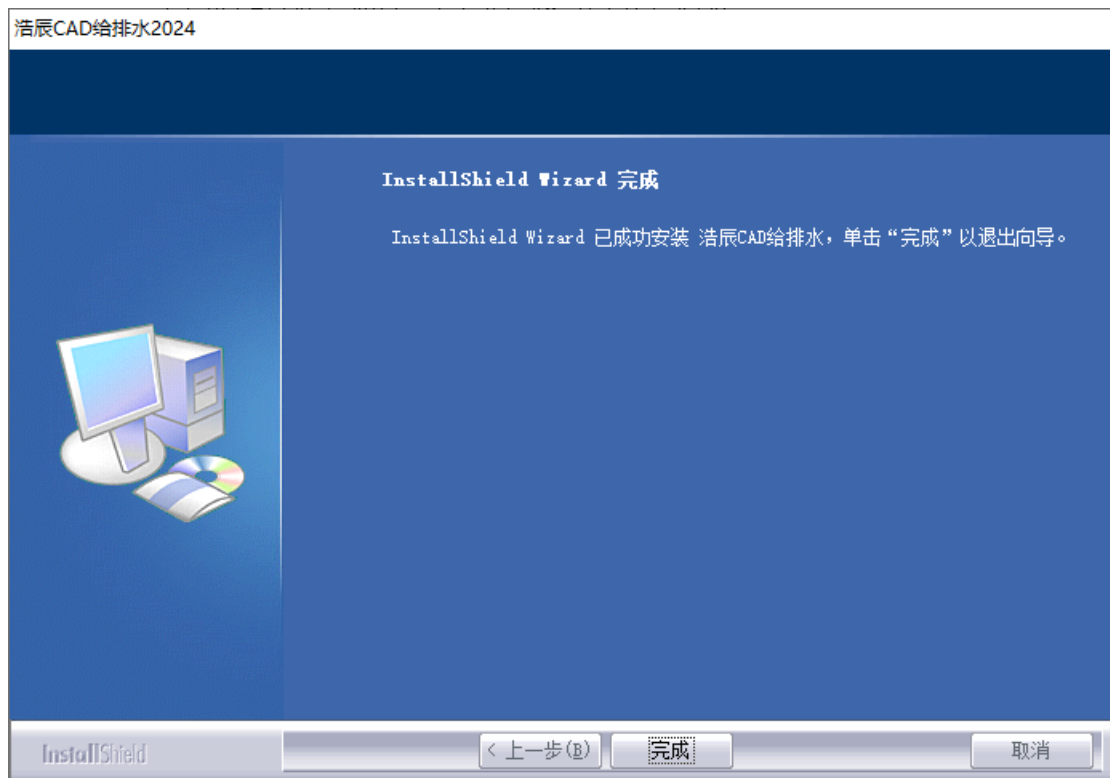 浩辰CAD给排水2024
InstallShield Wizard 完成
InstallShield Wizard 已成功安装 浩辰CAD给排水，单击“完成”以退出向导。
InstallShield
< 上一步(B)
完成
取消